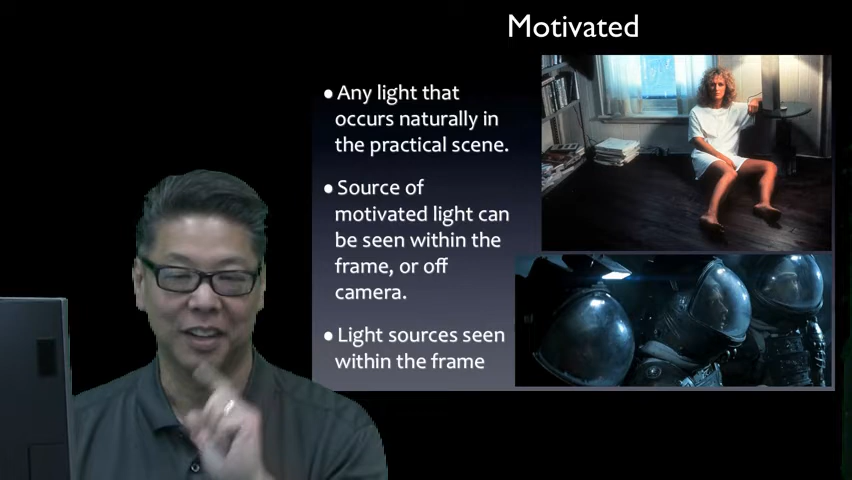 Motivated
• Any light that
occurs naturally in
the practical scene.
• Source of
motivated light can
be seen within the
frame, or off
camera.
• Light sources seen
within the frame